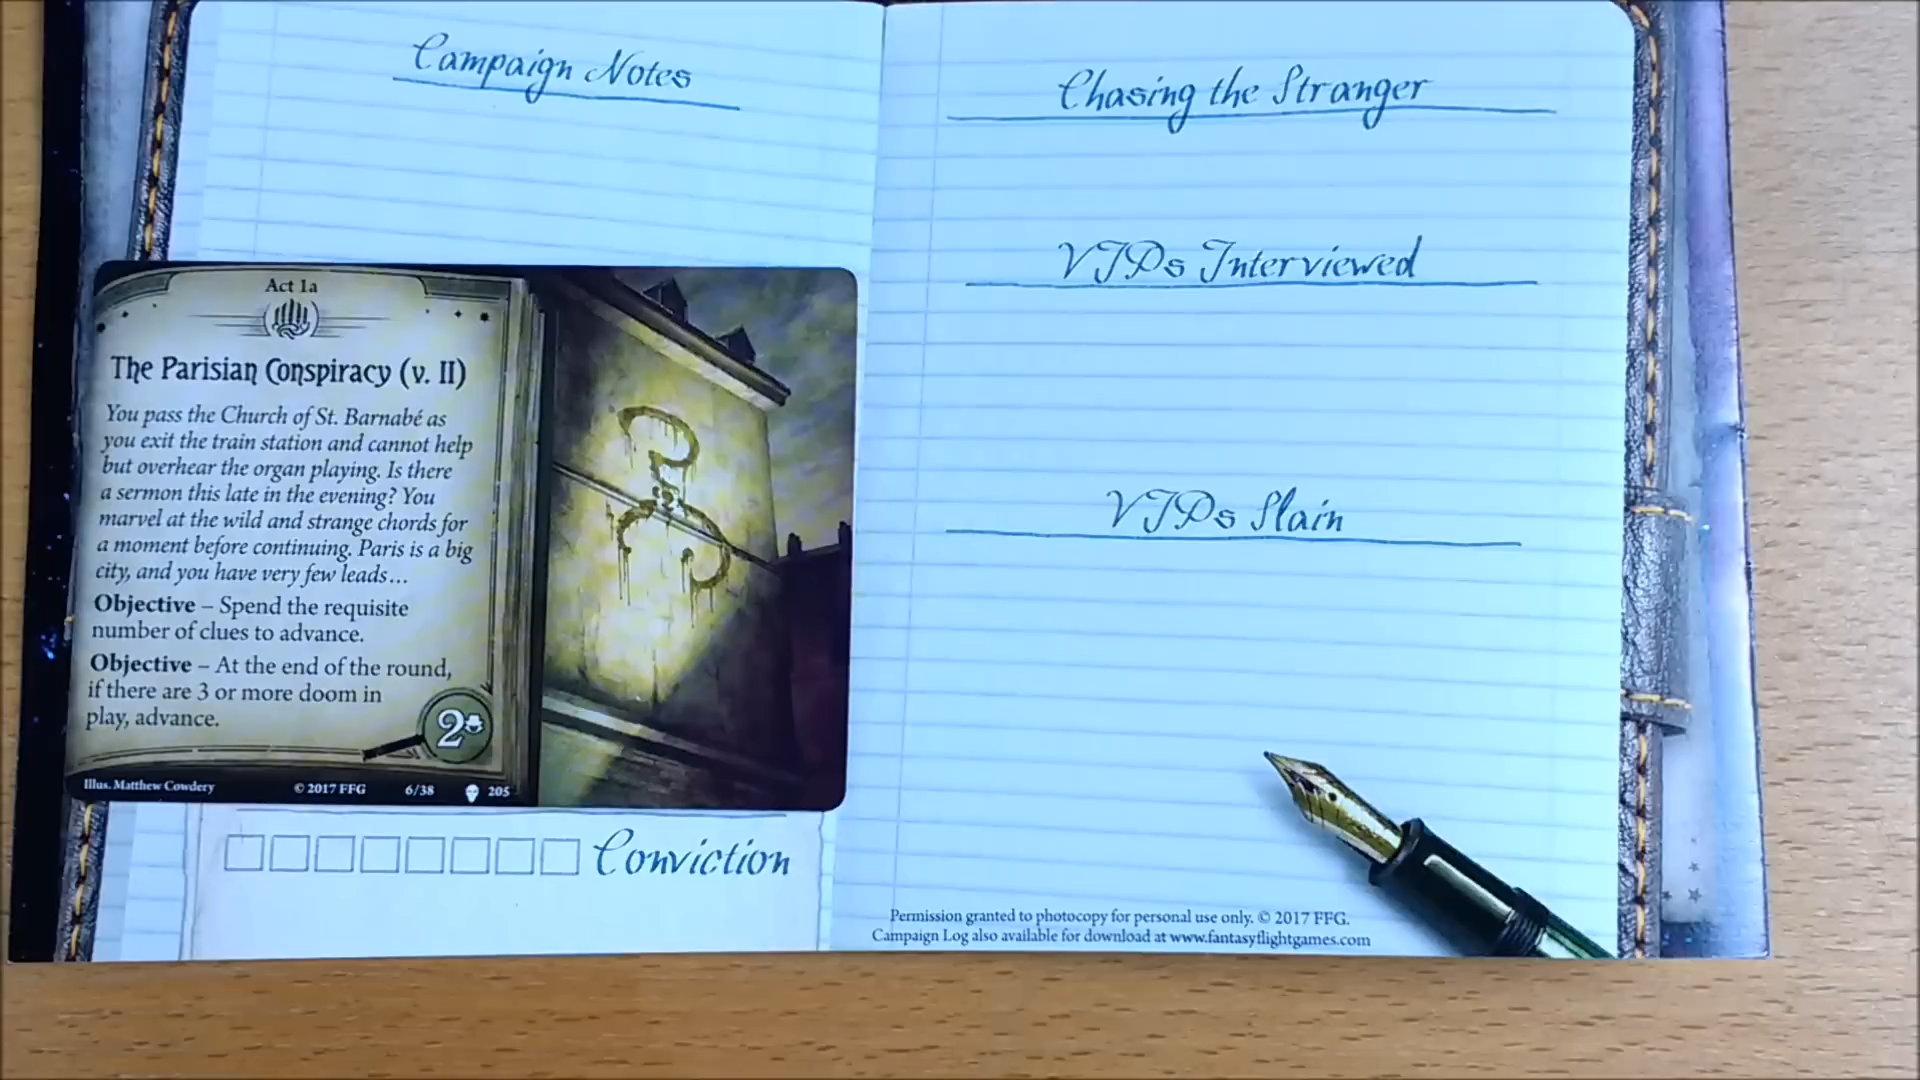 Campaign Notes
Act 1a
The Parisian Conspiracy (v. II)
You pass the Church of St. Barnabé as
you exit the train station and cannot help
but overhear the organ playing. Is there
a sermon this late in the evening? You
marvel at the wild and strange chords for
a moment before continuing. Paris is a big
city, and you have very few leads…
Objective – Spend the requisite
number of clues to advance.
Objective – At the end of the round,
if there are 3 or more doom in
play, advance.
2
Illus. Matthew Cowdery © 2017 FFG 6/38 205
Conviction
Chasing the Stranger
VIPs Interviewed
VIPs Slain
Permission granted to photocopy for personal use only. © 2017 FFG.
Campaign Log also available for download at www.fantasyflightgames.com